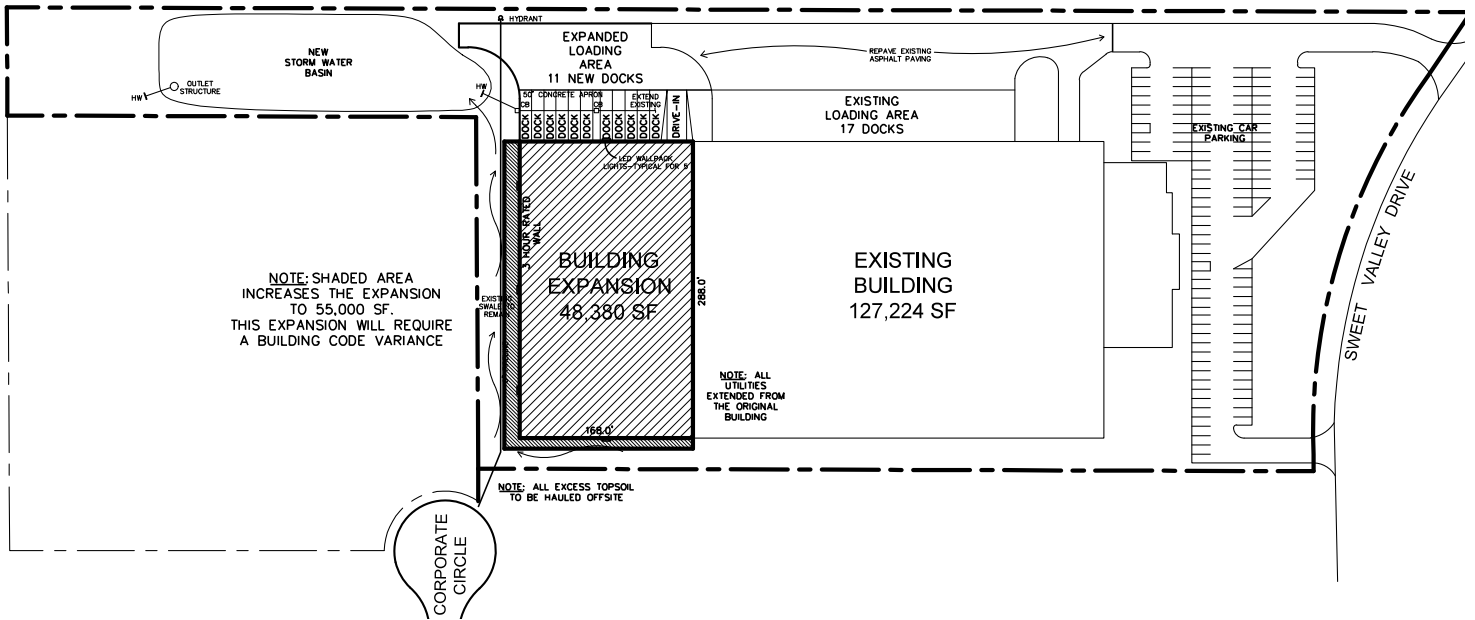 HYDRANT
EXPANDED
LOADING
AREA
11 NEW DOCKS
NEW
STORM WATER
BASIN
OUTLET
STRUCTURE
HW
HW
REPAVE EXISTING
ASPHALT PAVING
50' CONCRETE APRON
CB
CB
EXTEND
EXISTING
DOCK
DOCK
DOCK
DOCK
DOCK
DOCK
DOCK
DOCK
DOCK
DOCK
DOCK
DRIVE-IN
EXISTING
LOADING AREA
17 DOCKS
EXISTING CAR
PARKING
LED WALLPACK
LIGHTS-TYPICAL FOR 5
3 HOUR RATED
WALL
BUILDING
EXPANSION
48,380 SF
288.0'
168.0'
EXISTING
BUILDING
127,224 SF
NOTE: SHADED AREA
INCREASES THE EXPANSION
TO 55,000 SF.
THIS EXPANSION WILL REQUIRE
A BUILDING CODE VARIANCE
EXISTING
SWALE TO
REMAIN
NOTE: ALL
UTILITIES
EXTENDED FROM
THE ORIGINAL
BUILDING
NOTE: ALL EXCESS TOPSOIL
TO BE HAULED OFFSITE
SWEET VALLEY DRIVE
CORPORATE
CIRCLE